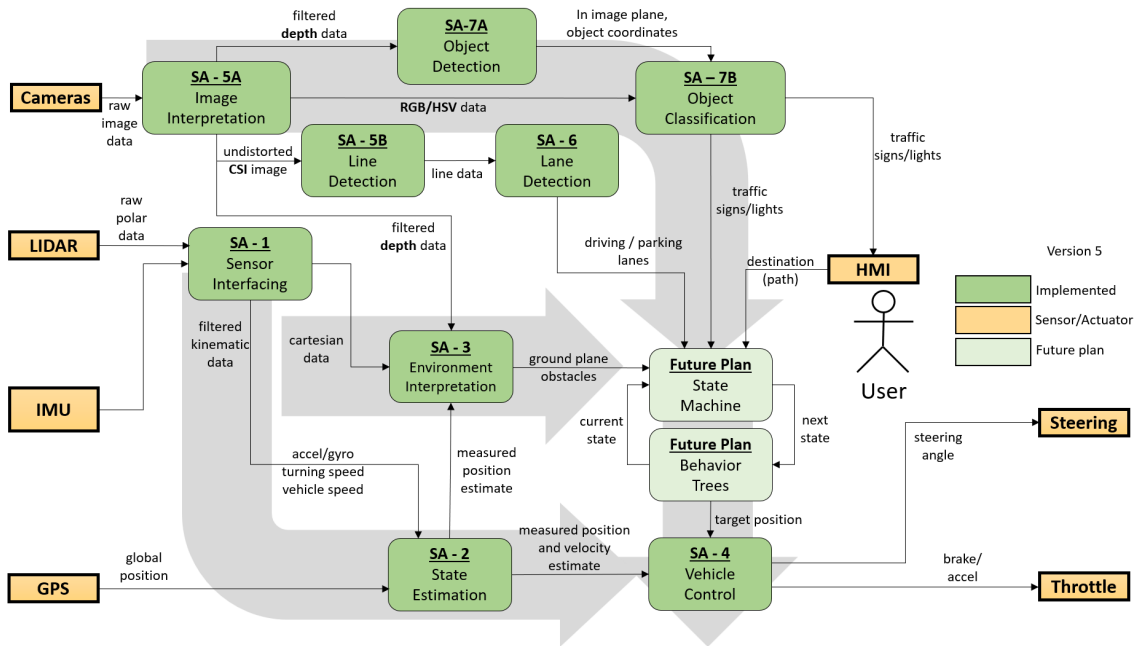 filtered
depth data
SA-7A
Object
Detection
In image plane,
object coordinates
Cameras
raw
image
data
SA - 5A
Image
Interpretation
RGB/HSV data
SA – 7B
Object
Classification
traffic
signs/lights
undistorted
CSI image
SA - 5B
Line
Detection
line data
SA - 6
Lane
Detection
traffic
signs/lights
raw
polar
data
LIDAR
SA - 1
Sensor
Interfacing
filtered
depth data
driving / parking
lanes
destination
(path)
HMI
User
Version 5
Implemented
Sensor/Actuator
Future plan
filtered
kinematic
data
cartesian
data
SA - 3
Environment
Interpretation
ground plane
obstacles
Future Plan
State
Machine
current
state
next
state
Future Plan
Behavior
Trees
IMU
Steering
steering
angle
accel/gyro
turning speed
vehicle speed
measured
position
estimate
target position
global
position
GPS
SA - 2
State
Estimation
measured position
and velocity
estimate
SA - 4
Vehicle
Control
brake/
accel
Throttle